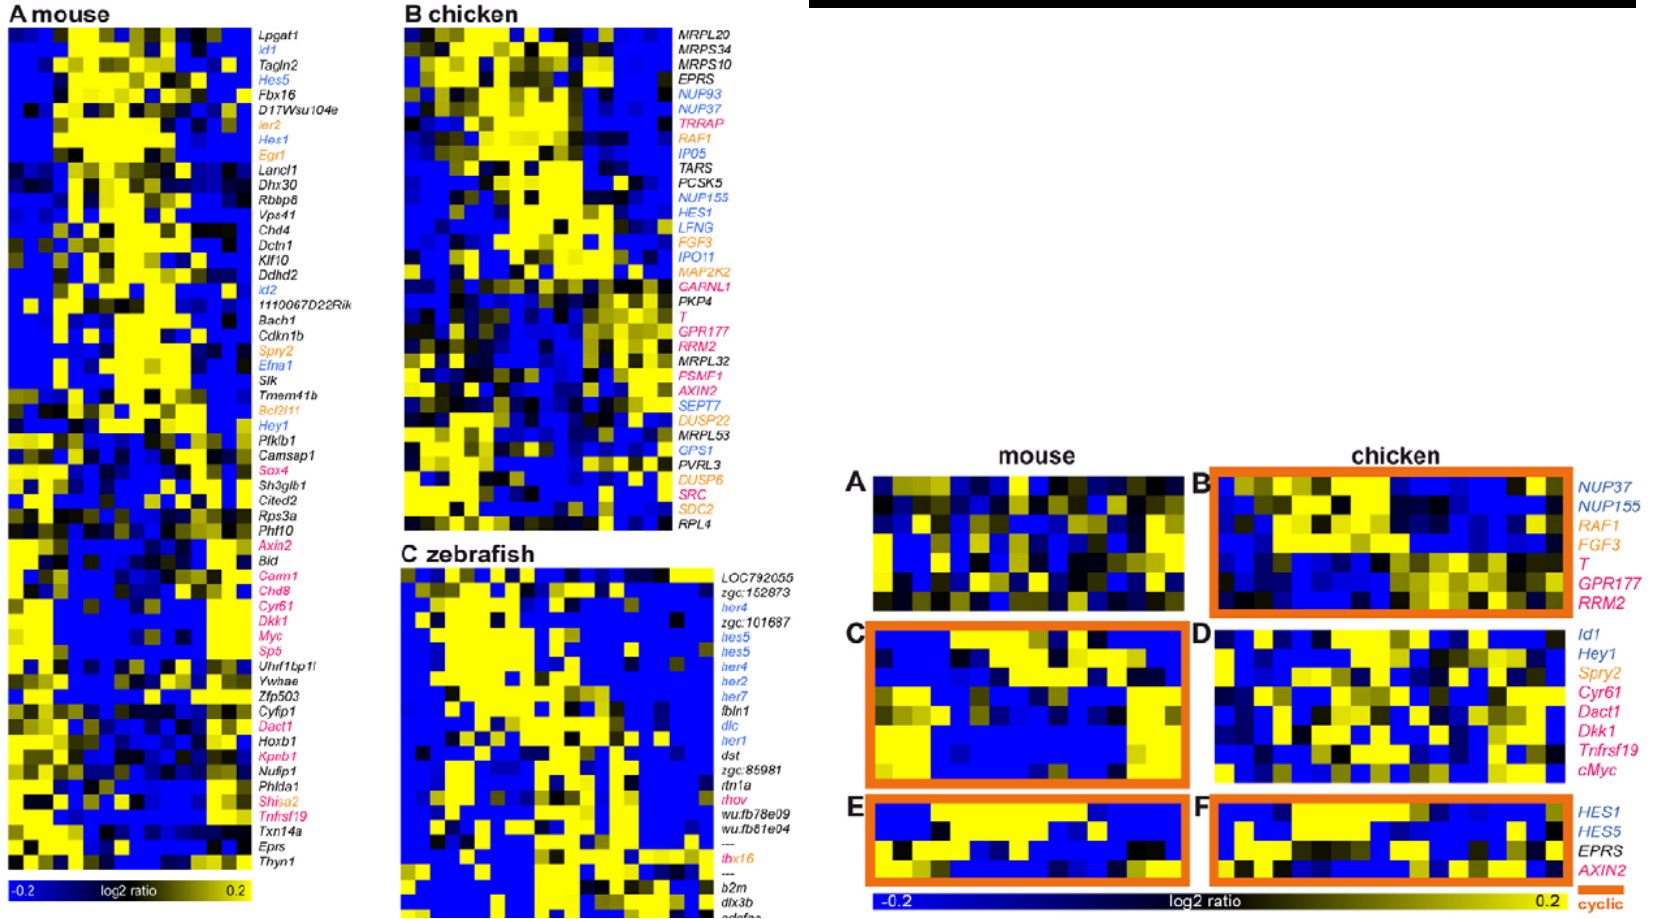 A mouse
Lpgat1
Id1
Tagln2
Hes5
Fbx16
D17Wsu104e
Ier2
Hes1
Egr1
Lancl1
Dhx30
Rbbp8
Vps41
Chd4
Dctn1
Klf10
Ddhd2
Id2
1110067D22Rik
Bach1
Cdkn1b
Spry2
Efna1
Slk
Tmem41b
Bcl2l11
Hey1
Pfkfb1
Camsap1
Sox4
Sh3glb1
Cited2
Rps3a
Phf10
Axin2
Bid
Carm1
Chd8
Cyr61
Dkk1
Myc
Sp5
Uhrf1bp1l
Ywhae
Zfp503
Cyfip1
Dact1
Hoxb1
Kpnb1
Nufip1
Phlda1
Shisa2
Tnfrsf19
Txn14a
Eprs
Thyn1
-0.2 log2 ratio 0.2
B chicken
MRPL20
MRPS34
MRPS10
EPRS
NUP93
NUP37
TRRAP
RAF1
IPO5
TARS
PCSK5
NUP155
HES1
LFNG
FGF3
IPO11
MAP2K2
GARNL1
PKP4
T
GPR177
RRM2
MRPL32
PSMF1
AXIN2
SEPT7
DUSP22
MRPL53
GPS1
PVRL3
DUSP6
SRC
SDC2
RPL4
C zebrafish
LOC792055
zgc:152873
her4
zgc:101687
hes5
hes5
her4
her2
her7
fbln1
dlc
her1
dst
zgc:85981
rtn1a
rhov
wu:fb78e09
wu:fb81e04
---
tbx16
---
b2m
dlx3b
mouse
chicken
A
B
NUP37
NUP155
RAF1
FGF3
T
GPR177
RRM2
C
D
Id1
Hey1
Spry2
Cyr61
Dact1
Dkk1
Tnfrsf19
cMyc
E
F
HES1
HES5
EPRS
AXIN2
-0.2 log2 ratio 0.2
cyclic